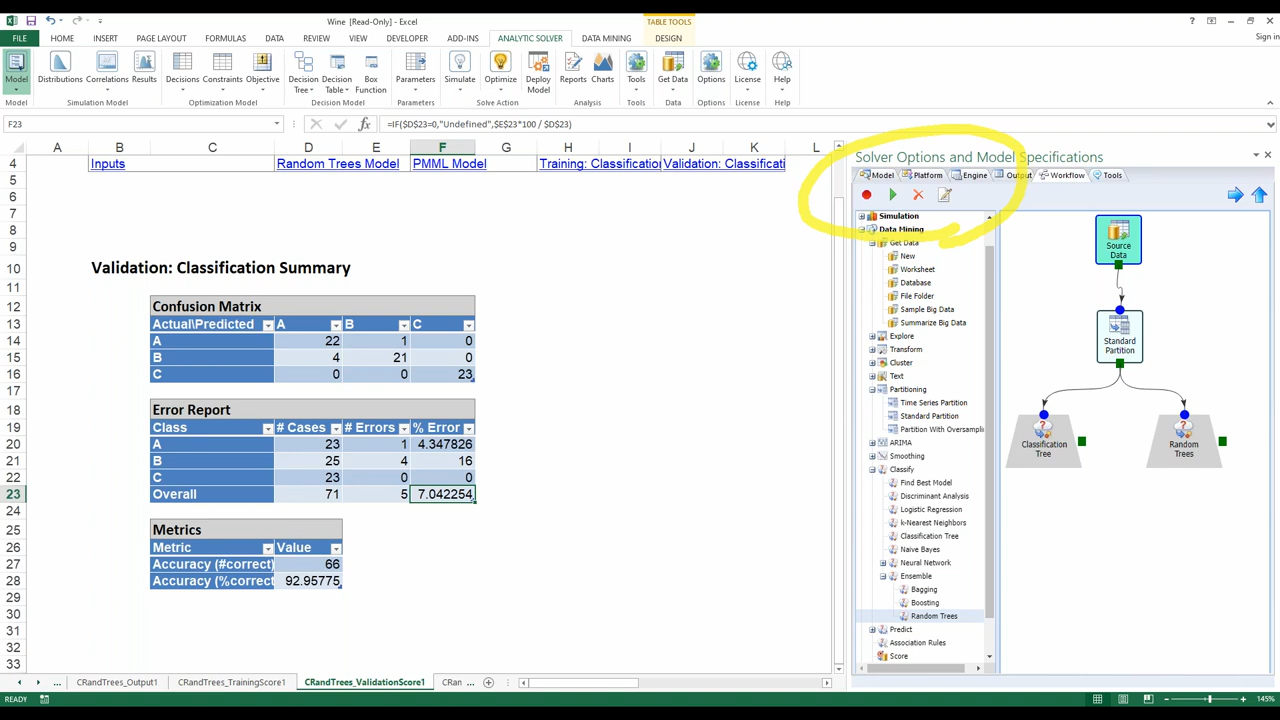 Wine [Read-Only] - Excel
TABLE TOOLS
Sign in
FILE HOME INSERT PAGE LAYOUT FORMULAS DATA REVIEW VIEW DEVELOPER ADD-INS ANALYTIC SOLVER DATA MINING DESIGN
Model Distributions Correlations Results Decisions Constraints Objective Decision Tree Decision Table Box Function Parameters Simulate Optimize Deploy Model Reports Charts Tools Get Data Options License Help
Model Simulation Model Optimization Model Decision Model Parameters Solve Action Analysis Tools Data Options License Help
F23 fx =IF($D$23=0,"Undefined",$E$23*100 / $D$23)
A B C D E F G H I J K L
4 Inputs Random Trees Model PMML Model Training: Classification Validation: Classificati
5
6
7
8
9
10 Validation: Classification Summary
11
12 Confusion Matrix
13 Actual\Predicted A B C
14 A 22 1 0
15 B 4 21 0
16 C 0 0 23
17
18 Error Report
19 Class # Cases # Errors % Error
20 A 23 1 4.347826
21 B 25 4 16
22 C 23 0 0
23 Overall 71 5 7.042254
24
25 Metrics
26 Metric Value
27 Accuracy (#correct) 66
28 Accuracy (%correct 92.95775
29
30
31
32
33
... CRandTrees_Output1 CRandTrees_TrainingScore1 CRandTrees_ValidationScore1 CRan ...
Solver Options and Model Specifications
Model Platform Engine Output Workflow Tools
Simulation
Data Mining
Get Data
New
Worksheet
Database
File Folder
Sample Big Data
Summarize Big Data
Explore
Transform
Cluster
Text
Partitioning
Time Series Partition
Standard Partition
Partition With Oversampli
ARIMA
Smoothing
Classify
Find Best Model
Discriminant Analysis
Logistic Regression
k-Nearest Neighbors
Classification Tree
Naive Bayes
Neural Network
Ensemble
Bagging
Boosting
Random Trees
Predict
Association Rules
Score
Source
Data
Standard
Partition
Classification
Tree
Random
Trees
READY
145%